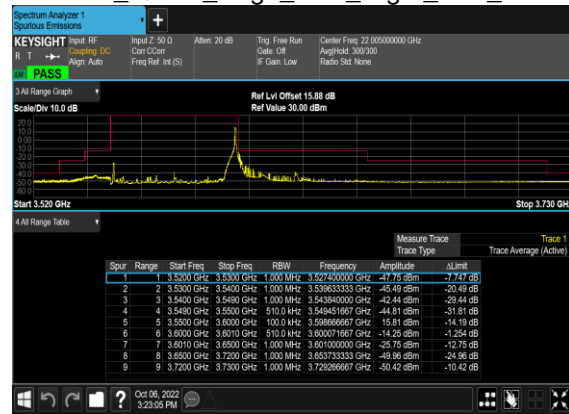 Spectrum Analyzer 1
Spurious Emissions
+
KEYSIGHT Input: RF Input Z: 50 Ω Atten: 20 dB Trig: Free Run Center Freq: 22.005000000 GHz
R T Coupling: DC Corr CCorr Gate: Off Avg|Hold: 300/300
Align: Auto Freq Ref: Int (S) IF Gain: Low Radio Std: None
PASS
3 All Range Graph
Ref Lvl Offset 15.88 dB
Scale/Div 10.0 dB Ref Value 30.00 dBm
20.0
10.0
0.00
-10.0
-20.0
-30.0
-40.0
-50.0
-60.0
Start 3.520 GHz Stop 3.730 GH
4 All Range Table
Measure Trace Trace 1
Trace Type Trace Average (Active)
Spur Range Start Freq Stop Freq RBW Frequency Amplitude ΔLimit
1 1 3.5200 GHz 3.5300 GHz 1.000 MHz 3.527400000 GHz -47.75 dBm -7.747 dB
2 2 3.5300 GHz 3.5400 GHz 1.000 MHz 3.539633333 GHz -45.49 dBm -20.49 dB
3 3 3.5400 GHz 3.5490 GHz 1.000 MHz 3.543840000 GHz -42.44 dBm -29.44 dB
4 4 3.5490 GHz 3.5500 GHz 510.0 kHz 3.549451667 GHz -44.81 dBm -31.81 dB
5 5 3.5500 GHz 3.6000 GHz 100.0 kHz 3.598666667 GHz 15.81 dBm -14.19 dB
6 6 3.6000 GHz 3.6010 GHz 510.0 kHz 3.600071667 GHz -14.25 dBm -1.254 dB
7 7 3.6010 GHz 3.6500 GHz 1.000 MHz 3.601000000 GHz -25.75 dBm -12.75 dB
8 8 3.6500 GHz 3.7200 GHz 1.000 MHz 3.653733333 GHz -49.96 dBm -24.96 dB
9 9 3.7200 GHz 3.7300 GHz 1.000 MHz 3.729266667 GHz -50.42 dBm -10.42 dB
? Oct 06, 2022
3:23:05 PM